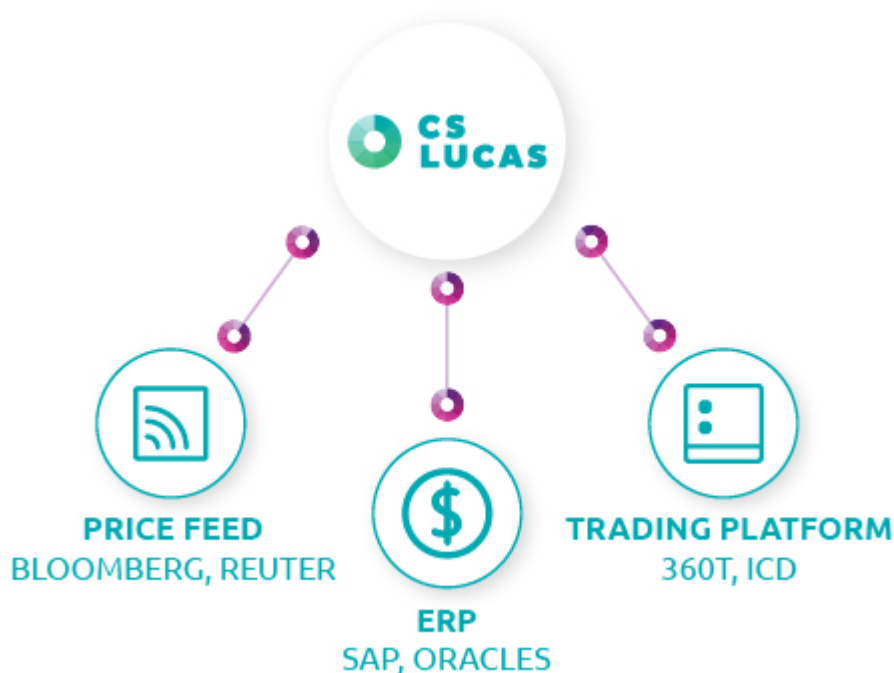 CS
LUCAS
PRICE FEED
BLOOMBERG, REUTER
ERP
SAP, ORACLES
TRADING PLATFORM
360T, ICD